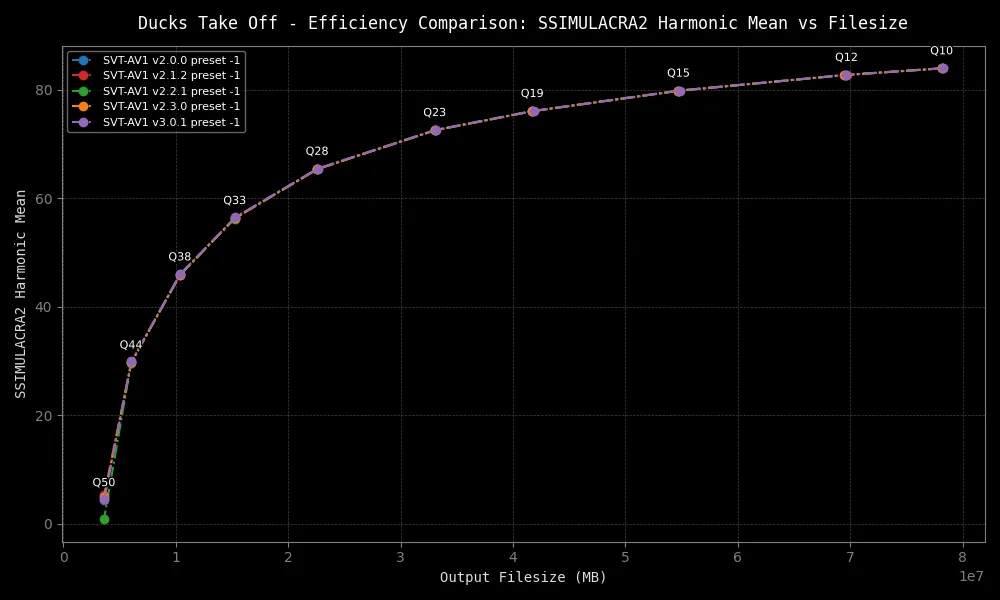 Ducks Take Off - Efficiency Comparison: SSIMULACRA2 Harmonic Mean vs Filesize
SVT-AV1 v2.0.0 preset -1
SVT-AV1 v2.1.2 preset -1
SVT-AV1 v2.2.1 preset -1
SVT-AV1 v2.3.0 preset -1
SVT-AV1 v3.0.1 preset -1
Q10
Q12
Q15
Q19
Q23
Q28
Q33
Q38
Q44
Q50
SSIMULACRA2 Harmonic Mean
80
60
40
20
0
0 1 2 3 4 5 6 7 8
1e7
Output Filesize (MB)